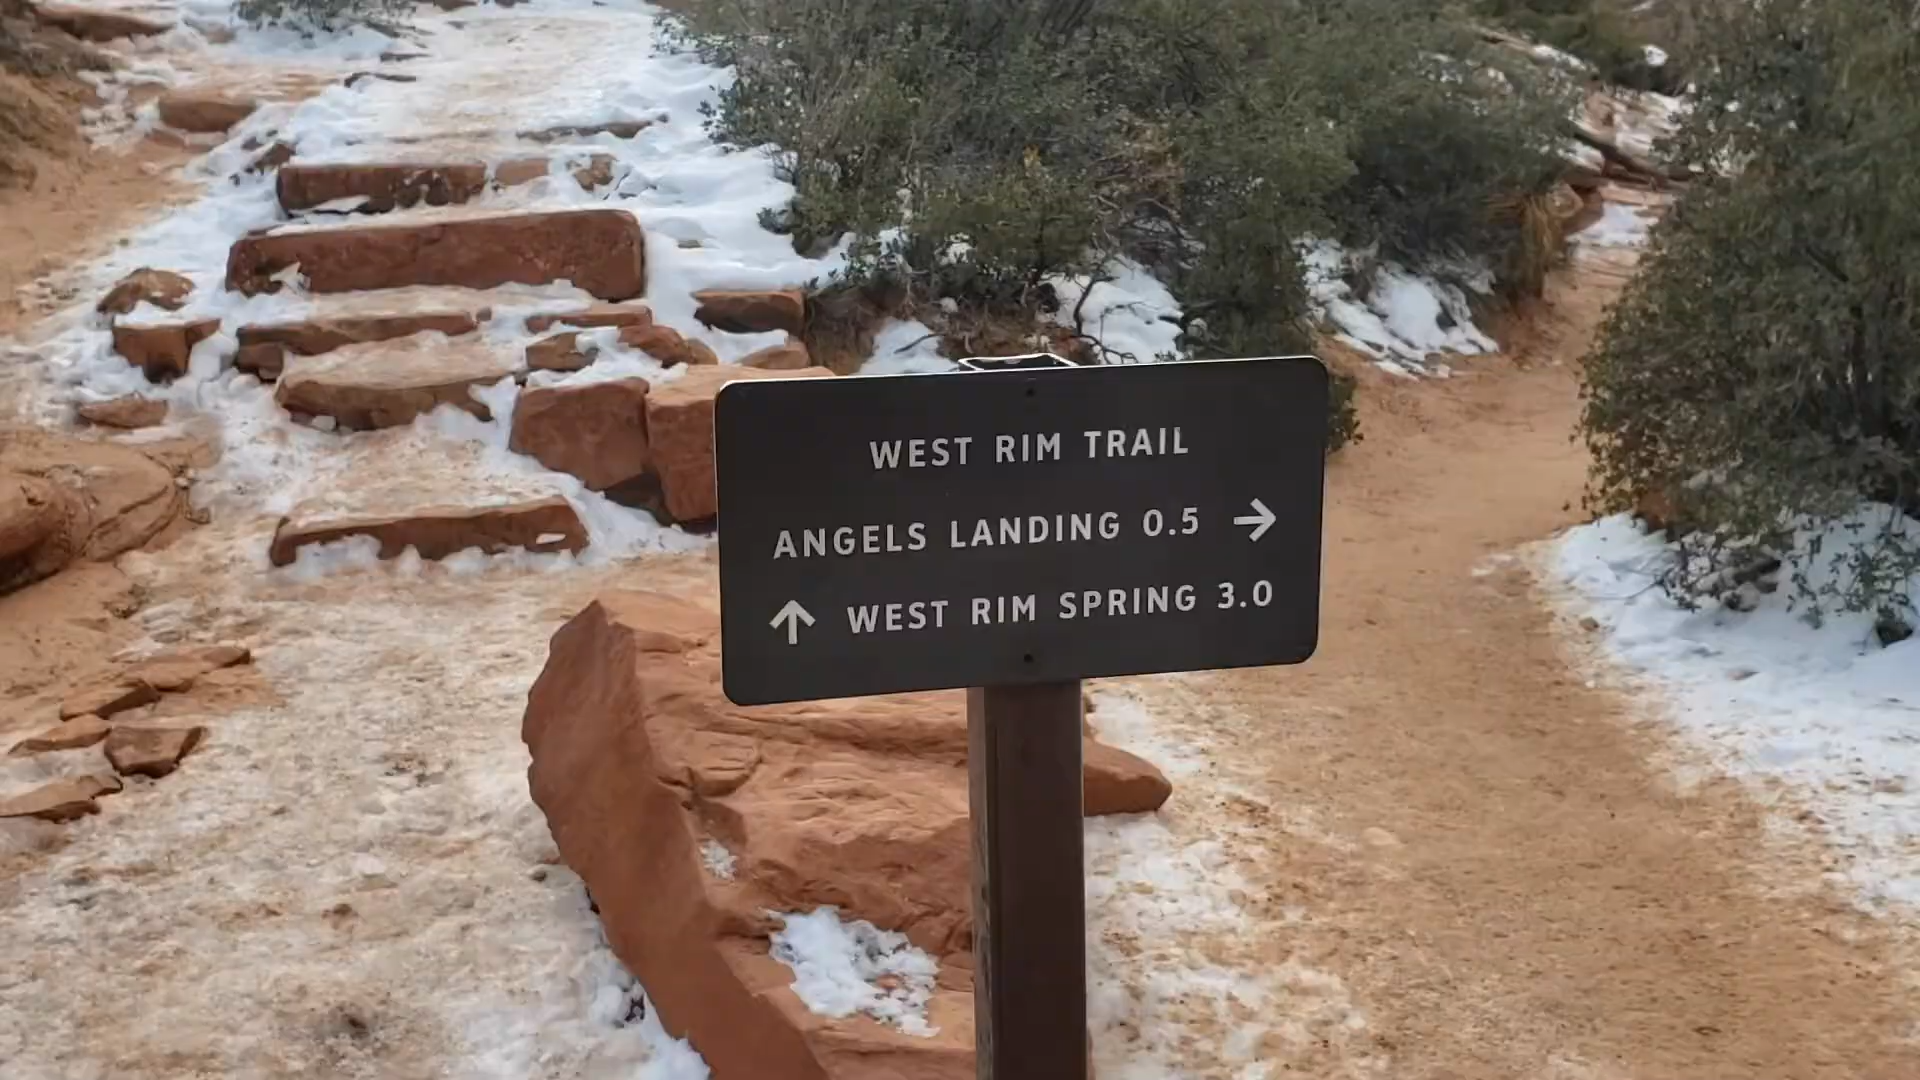 WEST RIM TRAIL
ANGELS LANDING 0.5 →
↑ WEST RIM SPRING 3.0